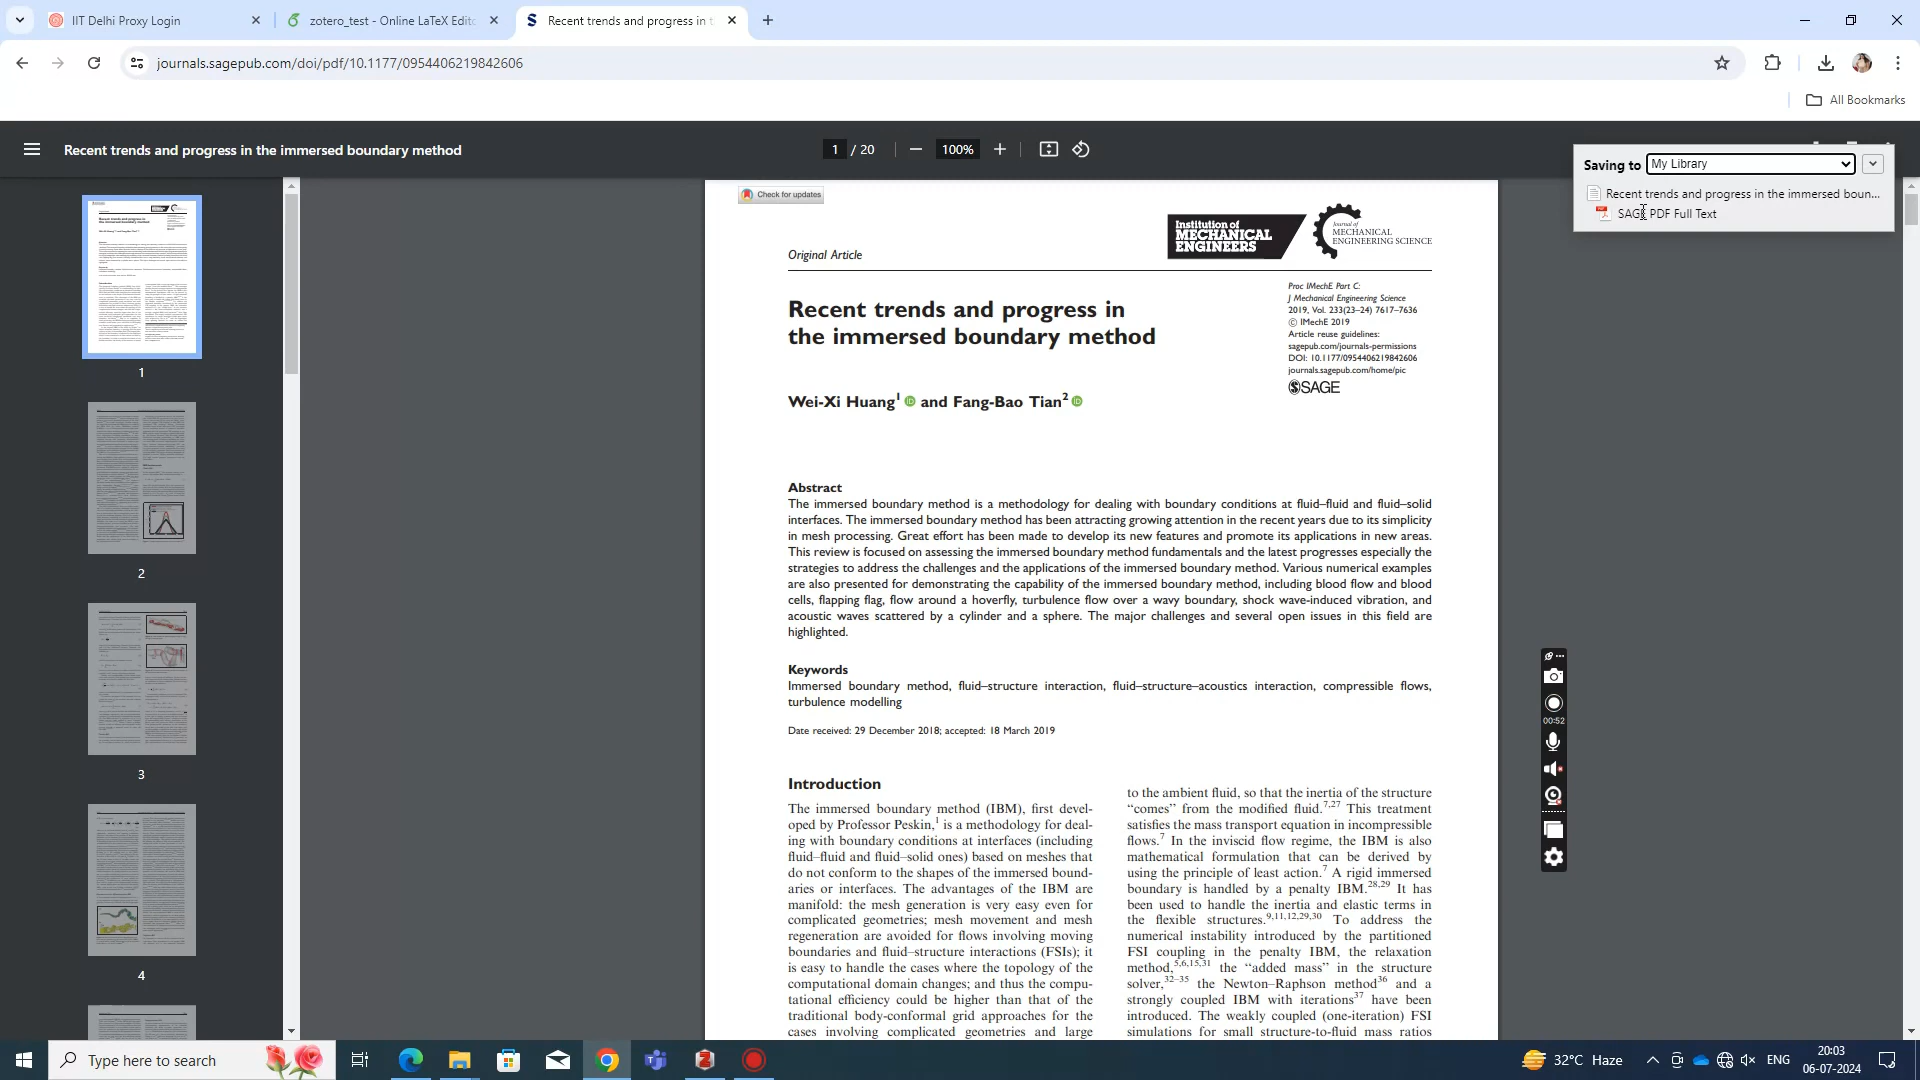 IIT Delhi Proxy Login
zotero_test - Online LaTeX Edito
Recent trends and progress in t
journals.sagepub.com/doi/pdf/10.1177/0954406219842606
All Bookmarks
Recent trends and progress in the immersed boundary method
1 / 20
100%
Saving to My Library
Recent trends and progress in the immersed boun...
SAGE PDF Full Text
1
2
3
4
Check for updates
Original Article
Institution of
MECHANICAL
ENGINEERS
Journal of
MECHANICAL
ENGINEERING SCIENCE
Recent trends and progress in
the immersed boundary method
Proc IMechE Part C:
J Mechanical Engineering Science
2019, Vol. 233(23–24) 7617–7636
© IMechE 2019
Article reuse guidelines:
sagepub.com/journals-permissions
DOI: 10.1177/0954406219842606
journals.sagepub.com/home/pic
SAGE
Wei-Xi Huang1 and Fang-Bao Tian2
Abstract
The immersed boundary method is a methodology for dealing with boundary conditions at fluid–fluid and fluid–solid
interfaces. The immersed boundary method has been attracting growing attention in the recent years due to its simplicity
in mesh processing. Great effort has been made to develop its new features and promote its applications in new areas.
This review is focused on assessing the immersed boundary method fundamentals and the latest progresses especially the
strategies to address the challenges and the applications of the immersed boundary method. Various numerical examples
are also presented for demonstrating the capability of the immersed boundary method, including blood flow and blood
cells, flapping flag, flow around a hoverfly, turbulence flow over a wavy boundary, shock wave-induced vibration, and
acoustic waves scattered by a cylinder and a sphere. The major challenges and several open issues in this field are
highlighted.
Keywords
Immersed boundary method, fluid–structure interaction, fluid–structure–acoustics interaction, compressible flows,
turbulence modelling
Date received: 29 December 2018; accepted: 18 March 2019
Introduction
The immersed boundary method (IBM), first devel-
oped by Professor Peskin,1 is a methodology for deal-
ing with boundary conditions at interfaces (including
fluid–fluid and fluid–solid ones) based on meshes that
do not conform to the shapes of the immersed bound-
aries or interfaces. The advantages of the IBM are
manifold: the mesh generation is very easy even for
complicated geometries; mesh movement and mesh
regeneration are avoided for flows involving moving
boundaries and fluid–structure interactions (FSIs); it
is easy to handle the cases where the topology of the
computational domain changes; and thus the compu-
tational efficiency could be higher than that of the
traditional body-conformal grid approaches for the
cases involving complicated geometries and large
to the ambient fluid, so that the inertia of the structure
“comes” from the modified fluid.7,27 This treatment
satisfies the mass transport equation in incompressible
flows.7 In the inviscid flow regime, the IBM is also
mathematical formulation that can be derived by
using the principle of least action.7 A rigid immersed
boundary is handled by a penalty IBM.28,29 It has
been used to handle the inertia and elastic terms in
the flexible structures.9,11,12,29,30 To address the
numerical instability introduced by the partitioned
FSI coupling in the penalty IBM, the relaxation
method,5,6,15,31 the “added mass” in the structure
solver,32–35 the Newton–Raphson method36 and a
strongly coupled IBM with iterations37 have been
introduced. The weakly coupled (one-iteration) FSI
simulations for small structure-to-fluid mass ratios
00:52
Type here to search
32°C Haze
ENG
20:03
06-07-2024